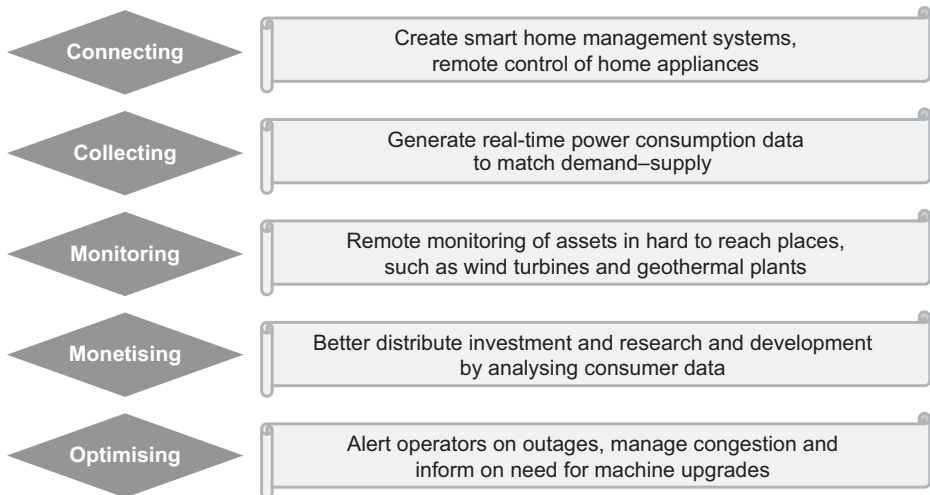 Connecting
Create smart home management systems,
remote control of home appliances
Collecting
Generate real-time power consumption data
to match demand–supply
Monitoring
Remote monitoring of assets in hard to reach places,
such as wind turbines and geothermal plants
Monetising
Better distribute investment and research and development
by analysing consumer data
Optimising
Alert operators on outages, manage congestion and
inform on need for machine upgrades